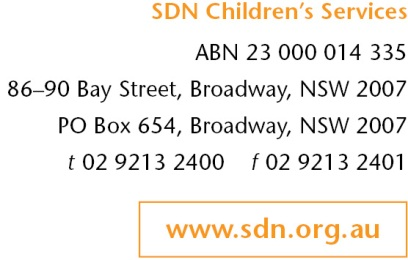 SDN Children's Services
ABN 23 000 014 335
86–90 Bay Street, Broadway, NSW 2007
PO Box 654, Broadway, NSW 2007
t 02 9213 2400 f 02 9213 2401
www.sdn.org.au